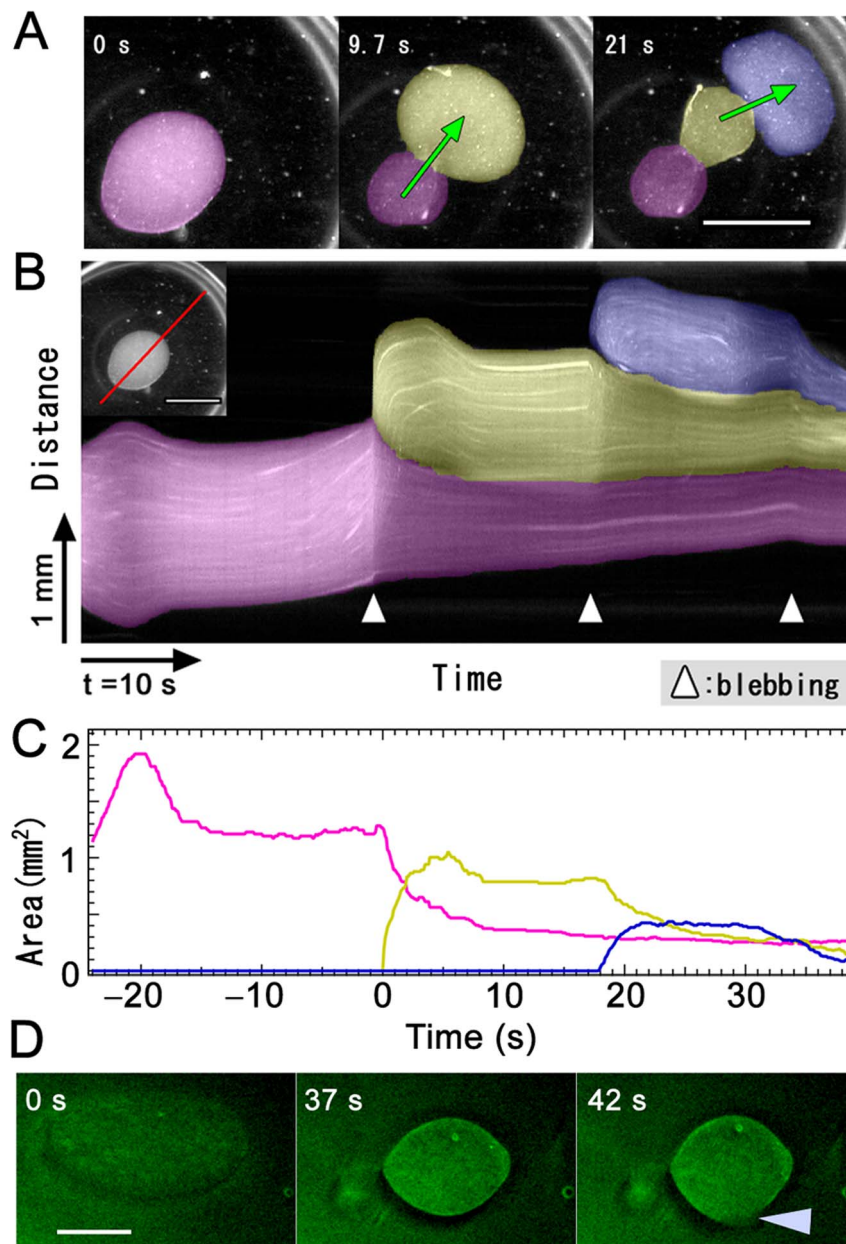 A
0 s
9.7 s
21 s
B
Distance
1 mm
t =10 s
Time
△:blebbing
C
2
1
0
Area (mm²)
−20
−10
0
10
20
30
Time (s)
D
0 s
37 s
42 s